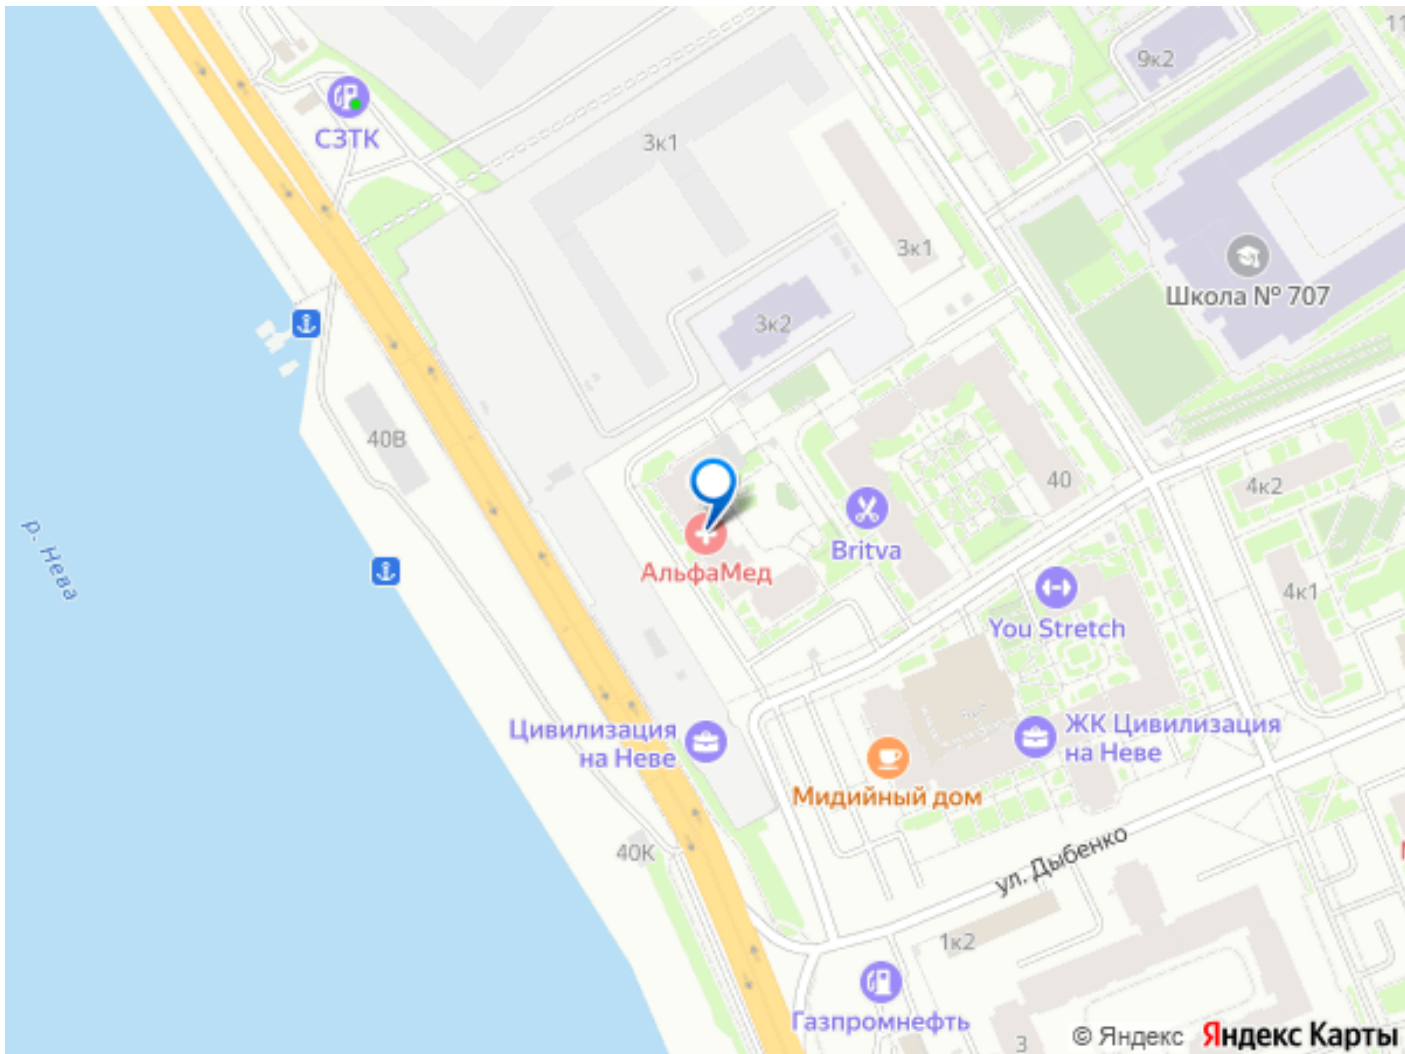 9к2
11
СЗТК
3к1
3к1
Школа № 707
3к2
40В
40
4к2
р. Нева
Britva
АльфаМед
4к1
You Stretch
Цивилизация
на Неве
ЖК Цивилизация
на Неве
Мидийный дом
40К
ул. Дыбенко
1к2
Газпромнефть
3
© Яндекс Яндекс Карты